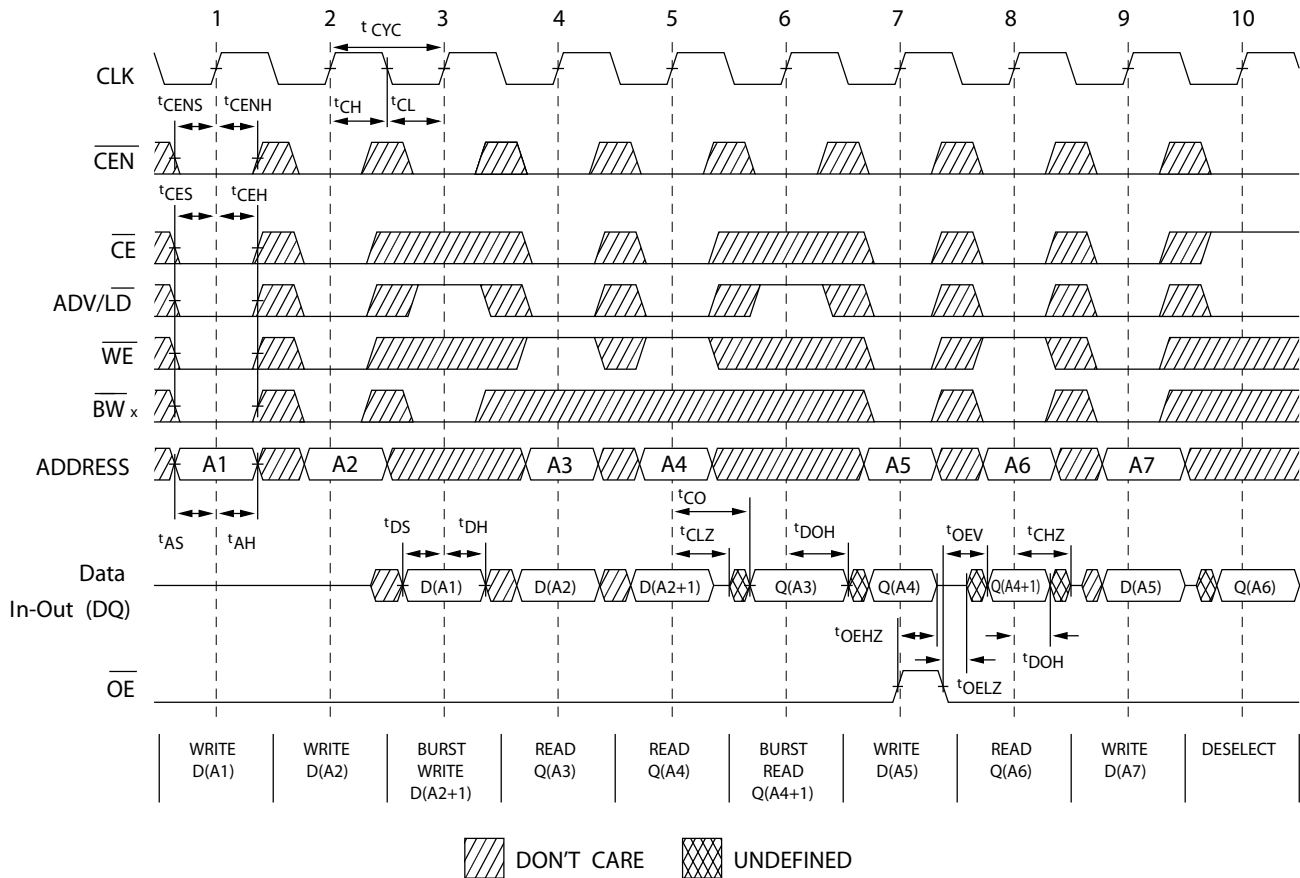 1 2 3 4 5 6 7 8 9 10
t CYC
CLK
tCENS tCENH tCH tCL
CEN
tCES tCEH
CE
ADV/LD
WE
BW x
ADDRESS A1 A2 A3 A4 A5 A6 A7
tCO
tAS tAH tDS tDH tCLZ tDOH tOEV tCHZ
Data
In-Out (DQ)
D(A1) D(A2) D(A2+1) Q(A3) Q(A4) Q(A4+1) D(A5) Q(A6)
tOEHZ tDOH
tOELZ
OE
WRITE
D(A1)
WRITE
D(A2)
BURST
WRITE
D(A2+1)
READ
Q(A3)
READ
Q(A4)
BURST
READ
Q(A4+1)
WRITE
D(A5)
READ
Q(A6)
WRITE
D(A7)
DESELECT
DON'T CARE UNDEFINED